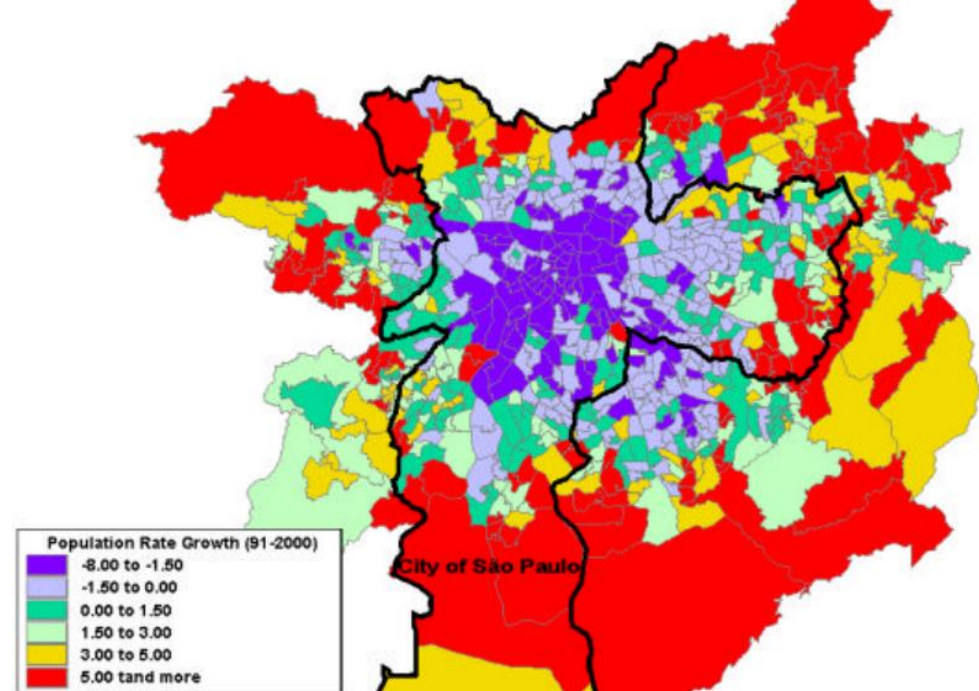 City of São Paulo
Population Rate Growth (91-2000)
-8.00 to -1.50
-1.50 to 0.00
0.00 to 1.50
1.50 to 3.00
3.00 to 5.00
5.00 tand more